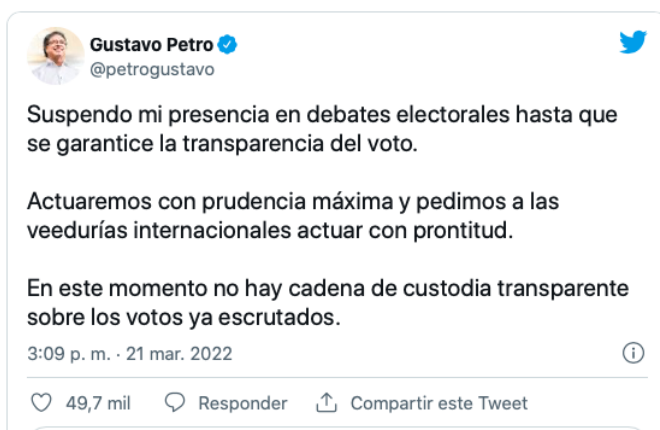 Gustavo Petro
@petrogustavo
Suspendo mi presencia en debates electorales hasta que
se garantice la transparencia del voto.
Actuaremos con prudencia máxima y pedimos a las
veedurías internacionales actuar con prontitud.
En este momento no hay cadena de custodia transparente
sobre los votos ya escrutados.
3:09 p. m. · 21 mar. 2022
49,7 mil Responder Compartir este Tweet